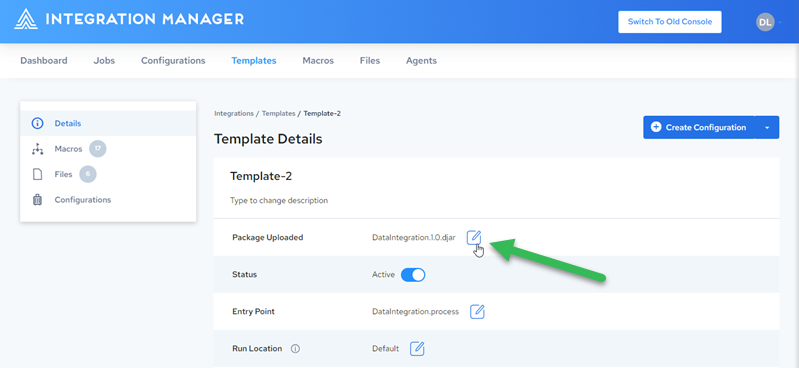 INTEGRATION MANAGER
Switch To Old Console
DL
Dashboard Jobs Configurations Templates Macros Files Agents
Details
Macros 17
Files 6
Configurations
Integrations / Templates / Template-2
Template Details
Create Configuration
Template-2
Type to change description
Package Uploaded DataIntegration.1.0.djar
Status Active
Entry Point DataIntegration.process
Run Location Default